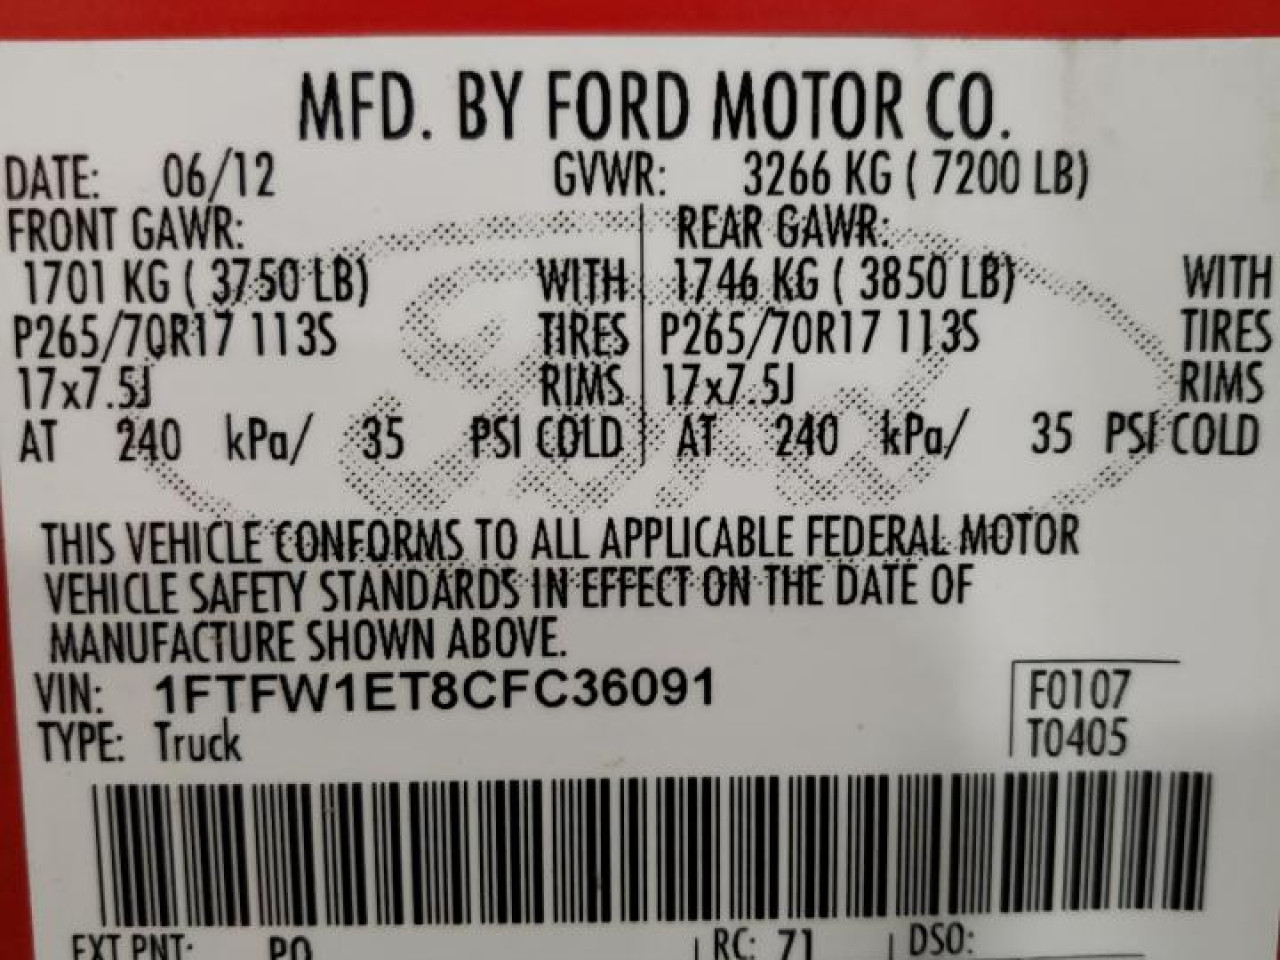 MFD. BY FORD MOTOR CO.
DATE: 06/12 GVWR: 3266 KG ( 7200 LB)
FRONT GAWR: REAR GAWR:
1701 KG ( 3750 LB) WITH 1746 KG ( 3850 LB) WITH
P265/70R17 113S TIRES P265/70R17 113S TIRES
17x7.5J RIMS 17x7.5J RIMS
AT 240 kPa/ 35 PSI COLD AT 240 kPa/ 35 PSI COLD
THIS VEHICLE CONFORMS TO ALL APPLICABLE FEDERAL MOTOR
VEHICLE SAFETY STANDARDS IN EFFECT ON THE DATE OF
MANUFACTURE SHOWN ABOVE.
VIN: 1FTFW1ET8CFC36091 F0107
TYPE: Truck T0405
EXT PNT: PQ RC: 71 DSO: